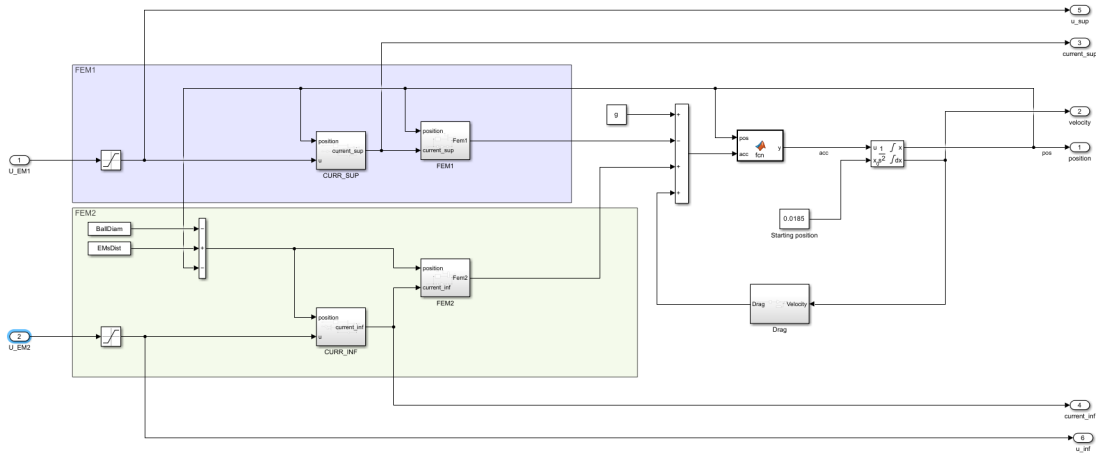 5
u_sup
3
current_sup
FEM1
position
u
current_sup
CURR_SUP
position
current_sup
Fem1
FEM1
1
U_EM1
g
+
−
+
+
pos
acc
y
fcn
acc
u
x
dx
2
velocity
1
position
pos
0.0185
Starting position
FEM2
BallDiam
EMsDist
−
+
−
position
current_inf
Fem2
FEM2
position
u
current_inf
CURR_INF
2
U_EM2
Drag
Velocity
Drag
4
current_inf
6
u_inf